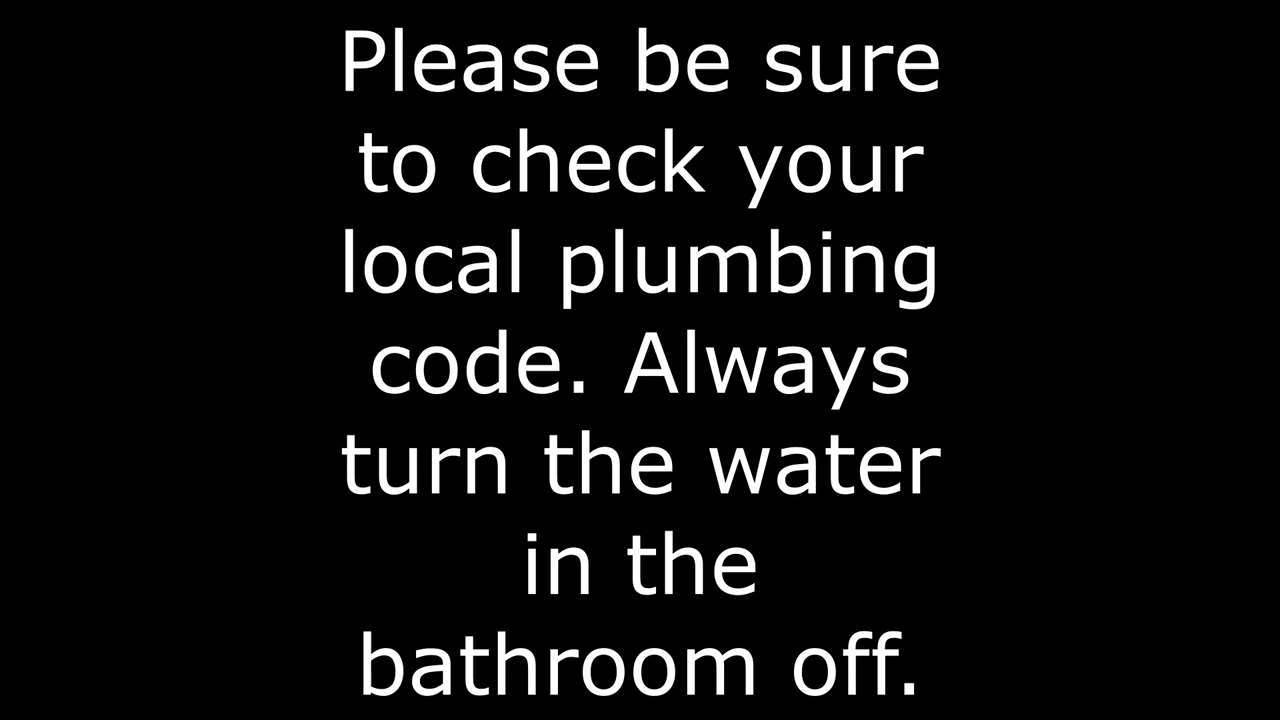 Please be sure
to check your
local plumbing
code. Always
turn the water
in the
bathroom off.